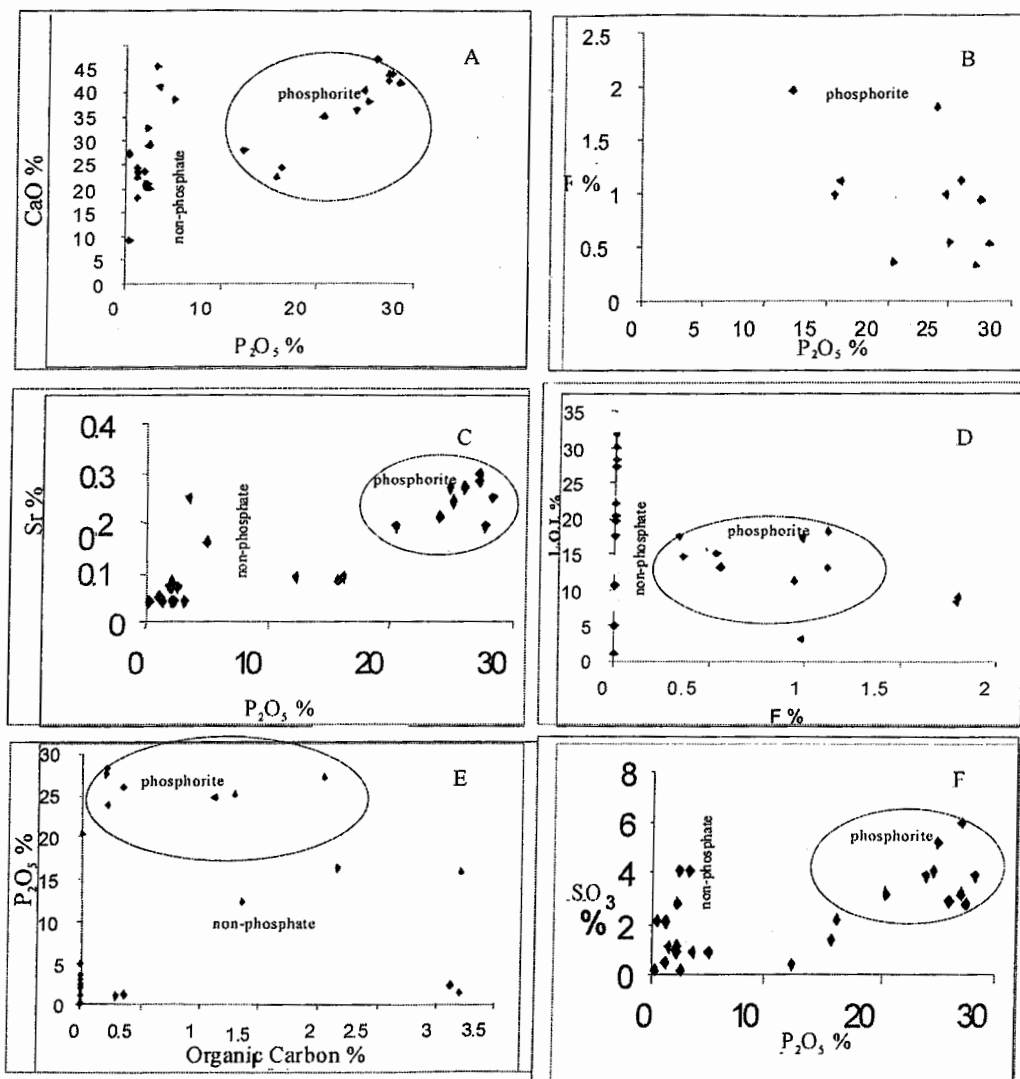 A
45
40
35
30
25
20
15
10
5
0
CaO %
phosphorite
non-phosphate
0 10 20 30
P₂O₅ %
B
2.5
2
1.5
1
0.5
0
F %
phosphorite
0 5 10 15 20 25 30
P₂O₅ %
C
0.4
0.3
0.2
0.1
0
Sr %
phosphorite
non-phosphate
0 10 20 30
P₂O₅ %
D
35
30
25
20
15
10
5
0
L.O.I. %
phosphorite
non-phosphate
0 0.5 1 1.5 2
F %
E
30
25
20
15
10
5
0
P₂O₅ %
phosphorite
non-phosphate
0 0.5 1 1.5 2 2.5 3 3.5
Organic Carbon %
F
8
6
4
2
0
SO₃
%
phosphorite
non-phosphate
0 10 20 30
P₂O₅ %